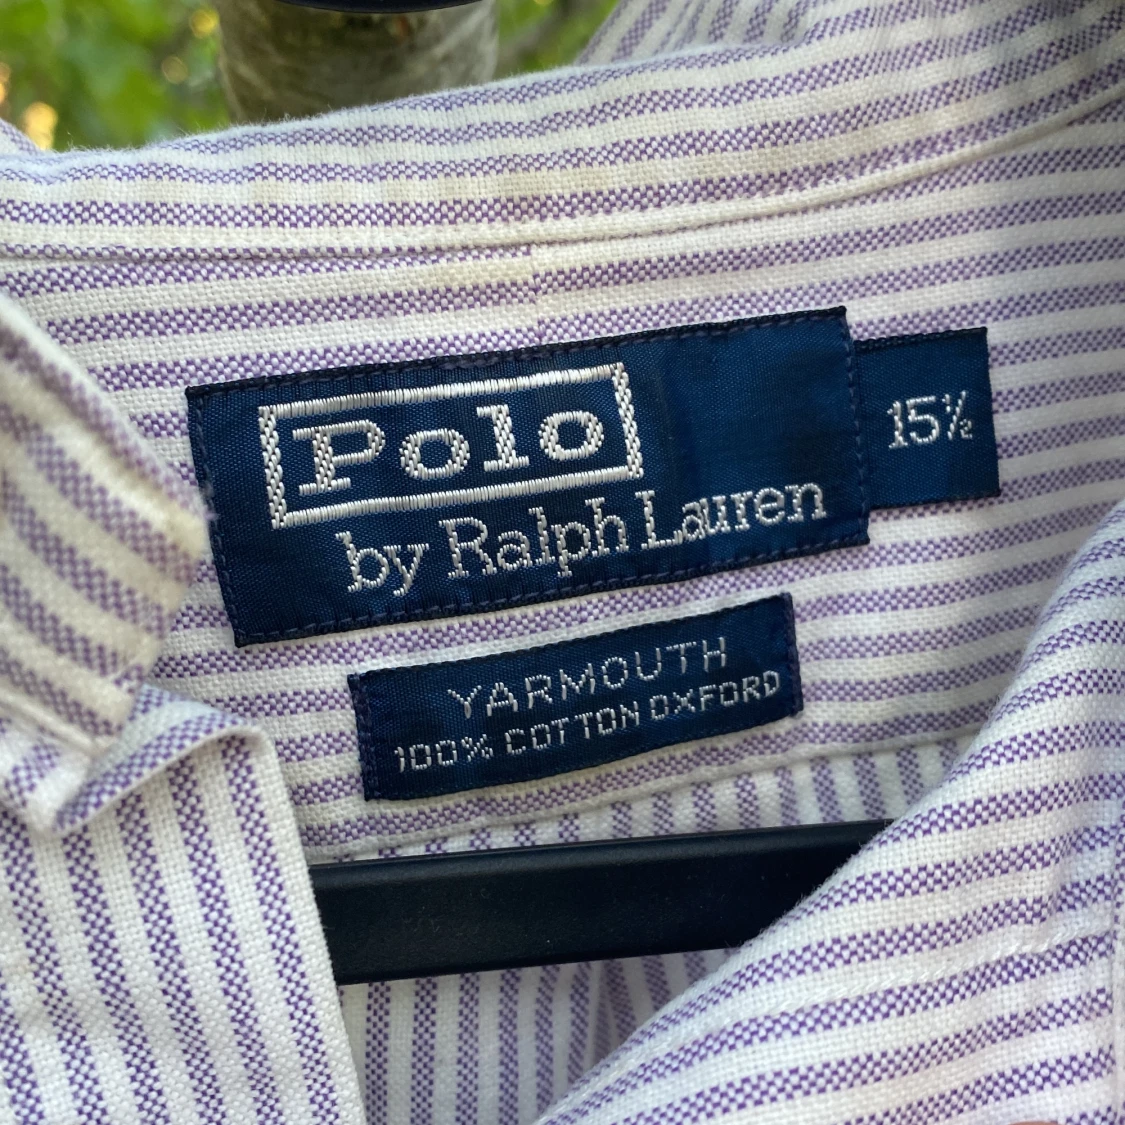 Polo
by Ralph Lauren
15½
YARMOUTH
100% COTTON OXFORD